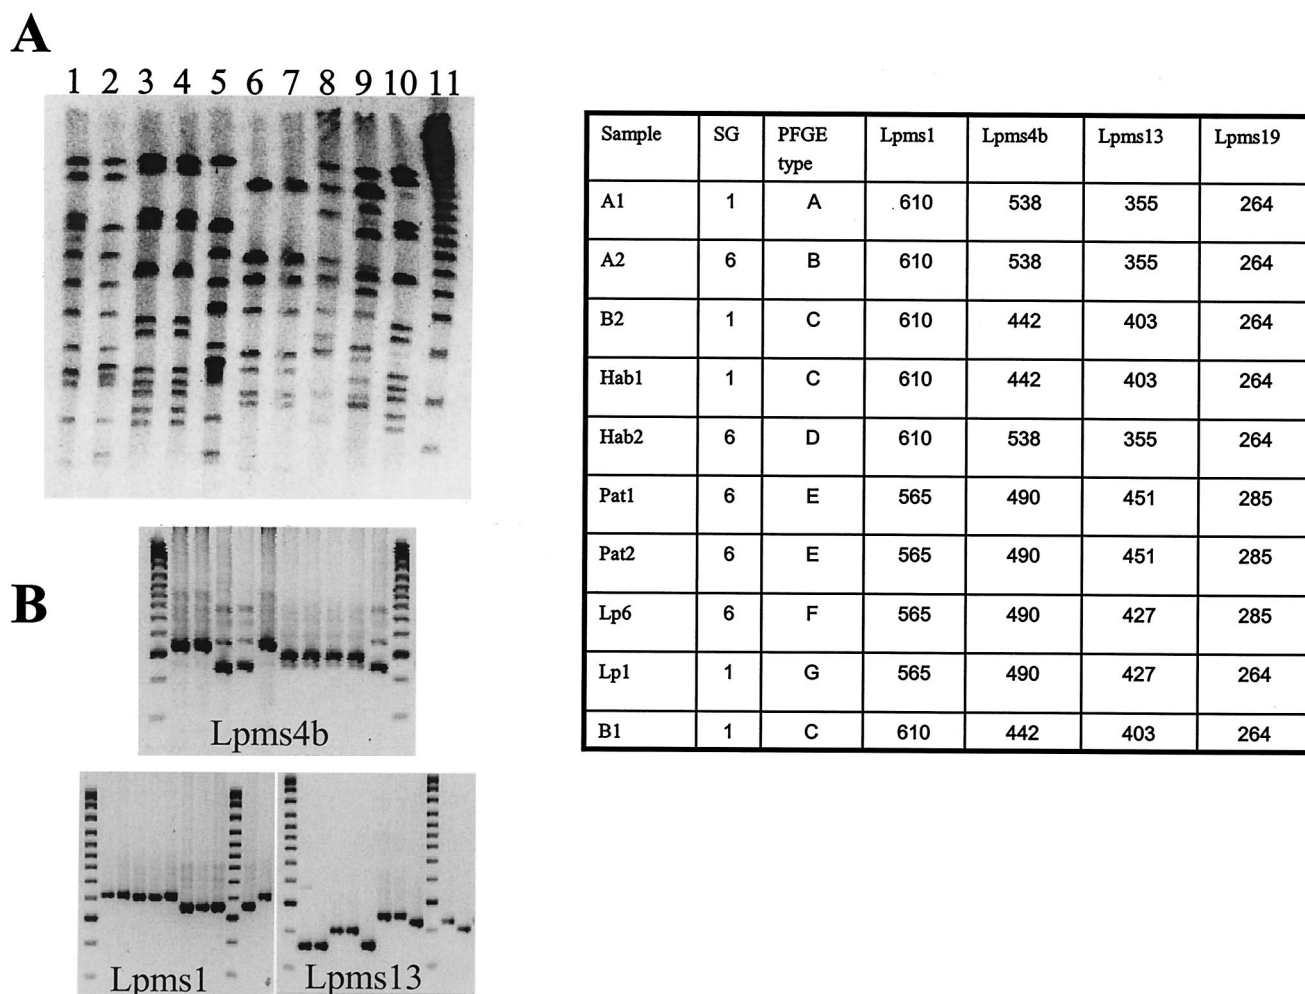 A
1 2 3 4 5 6 7 8 9 10 11
B
Lpms4b
Lpms1 Lpms13
Sample SG PFGE type Lpms1 Lpms4b Lpms13 Lpms19
A1 1 A 610 538 355 264
A2 6 B 610 538 355 264
B2 1 C 610 442 403 264
Hab1 1 C 610 442 403 264
Hab2 6 D 610 538 355 264
Pat1 6 E 565 490 451 285
Pat2 6 E 565 490 451 285
Lp6 6 F 565 490 427 285
Lp1 1 G 565 490 427 264
B1 1 C 610 442 403 264